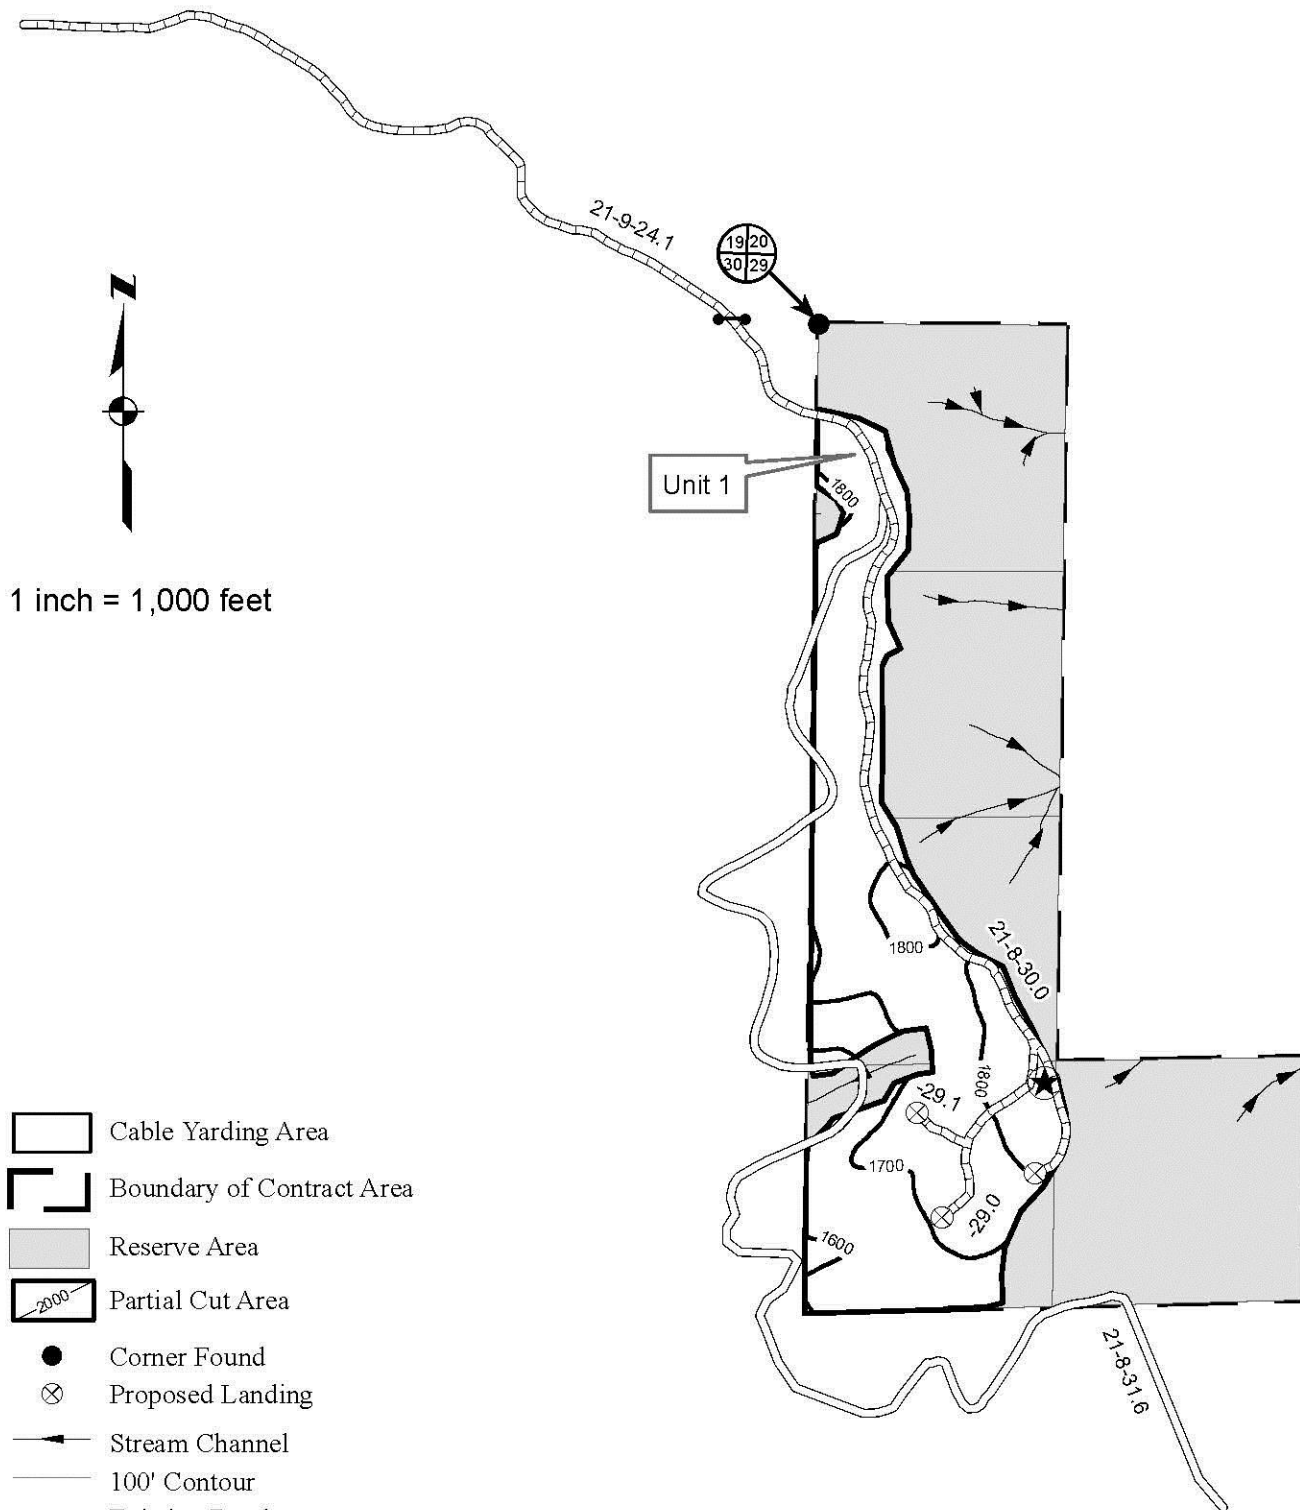 21-9-24.1
19 20
30 29
N
Unit 1
1800
1 inch = 1,000 feet
1800
21-8-30.0
1800
-29.1
1700
-29.0
1600
21-8-31.6
Cable Yarding Area
Boundary of Contract Area
Reserve Area
2000
Partial Cut Area
Corner Found
Proposed Landing
Stream Channel
100' Contour